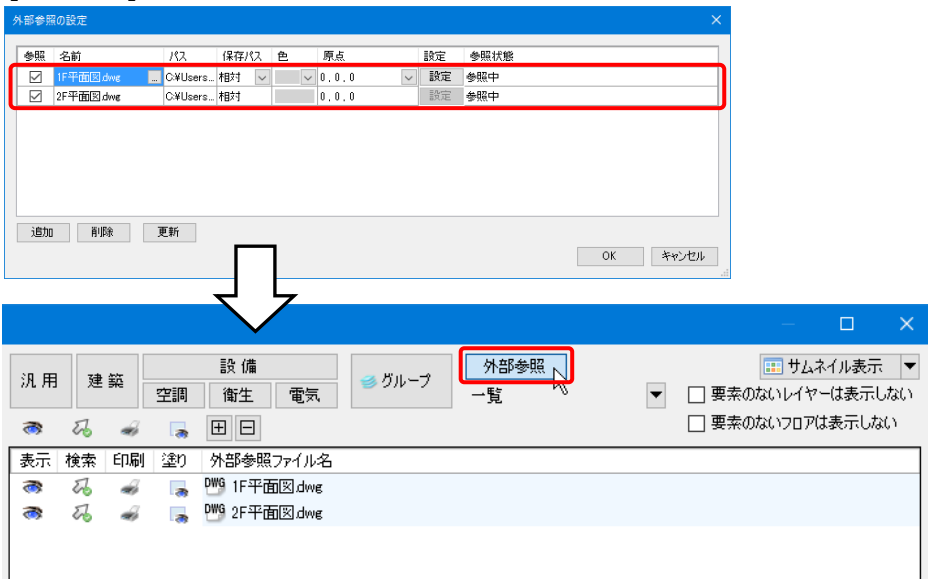 外部参照の設定
参照 名前 パス 保存パス 色 原点 設定 参照状態
1F平面図.dwg ... C:¥Users... 相対 0,0,0 設定 参照中
2F平面図.dwg C:¥Users... 相対 0,0,0 設定 参照中
追加 削除 更新
OK キャンセル
汎用 建築 設備 グループ 外部参照 サムネイル表示
空調 衛生 電気 一覧 要素のないレイヤーは表示しない
要素のないフロアは表示しない
表示 検索 印刷 塗り 外部参照ファイル名
DWG 1F平面図.dwg
DWG 2F平面図.dwg